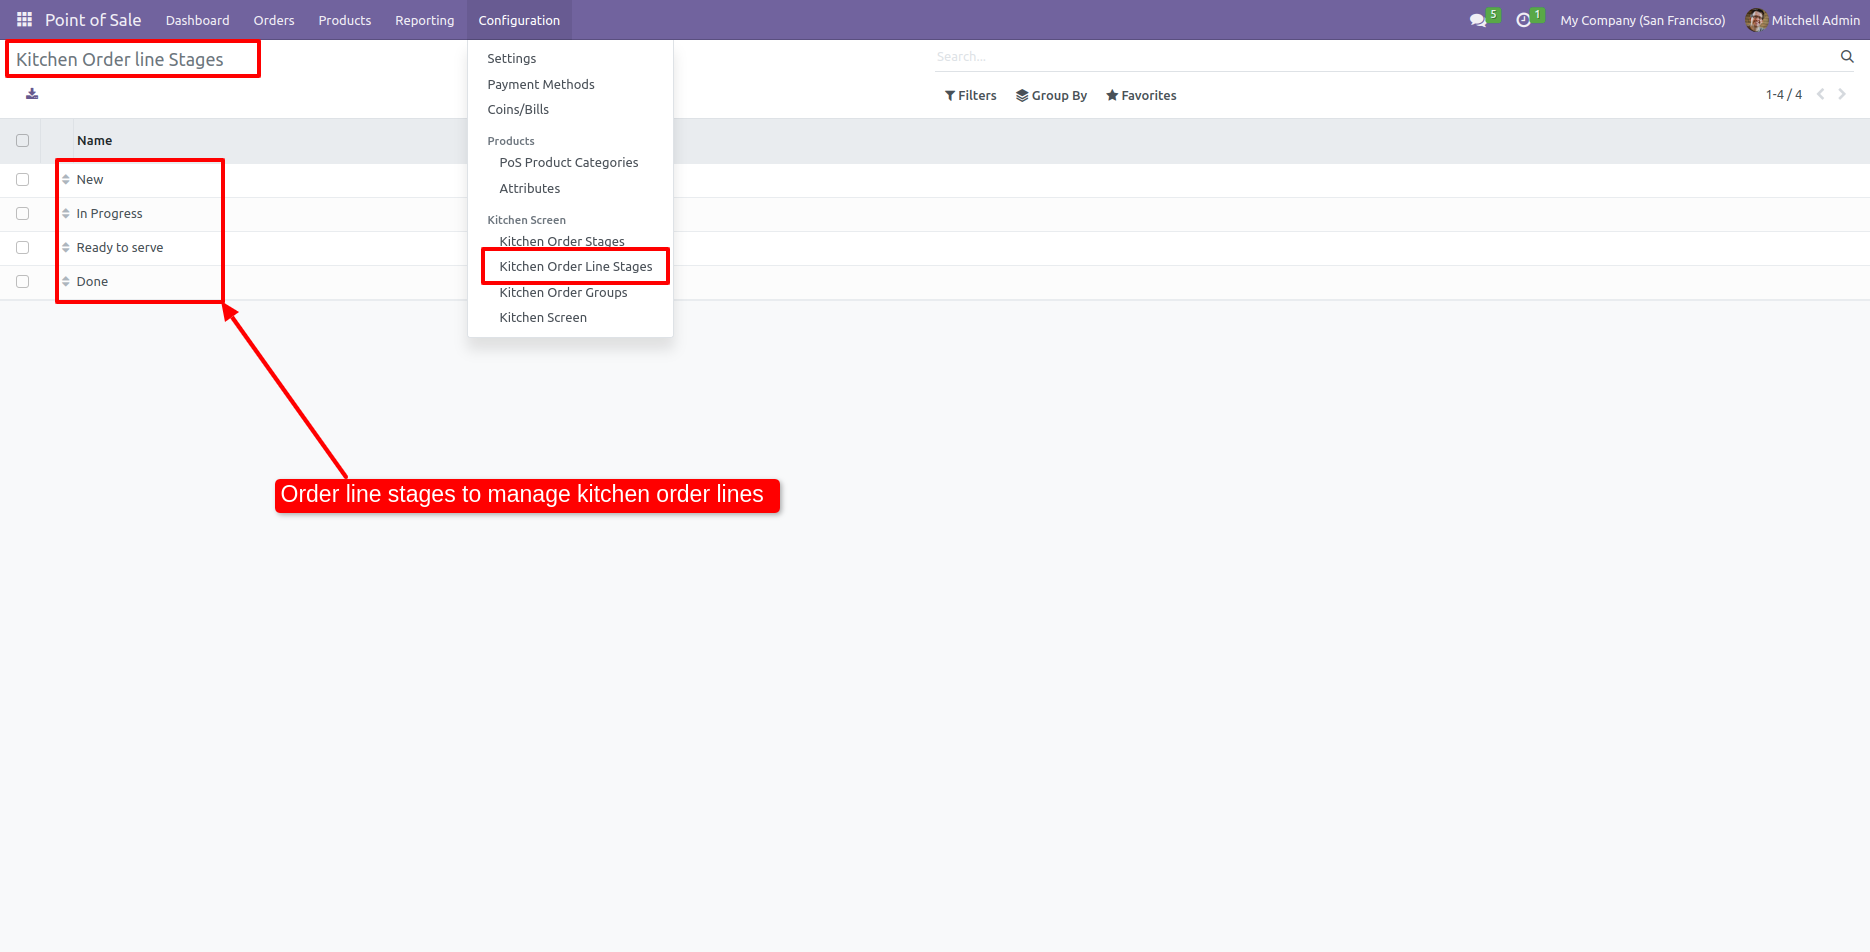 Point of Sale Dashboard Orders Products Reporting Configuration 5 1 My Company (San Francisco) Mitchell Admin
Kitchen Order line Stages
Search...
Filters Group By Favorites 1-4 / 4
Settings
Payment Methods
Coins/Bills
Products
PoS Product Categories
Attributes
Kitchen Screen
Kitchen Order Stages
Kitchen Order Line Stages
Kitchen Order Groups
Kitchen Screen
Name
New
In Progress
Ready to serve
Done
Order line stages to manage kitchen order lines